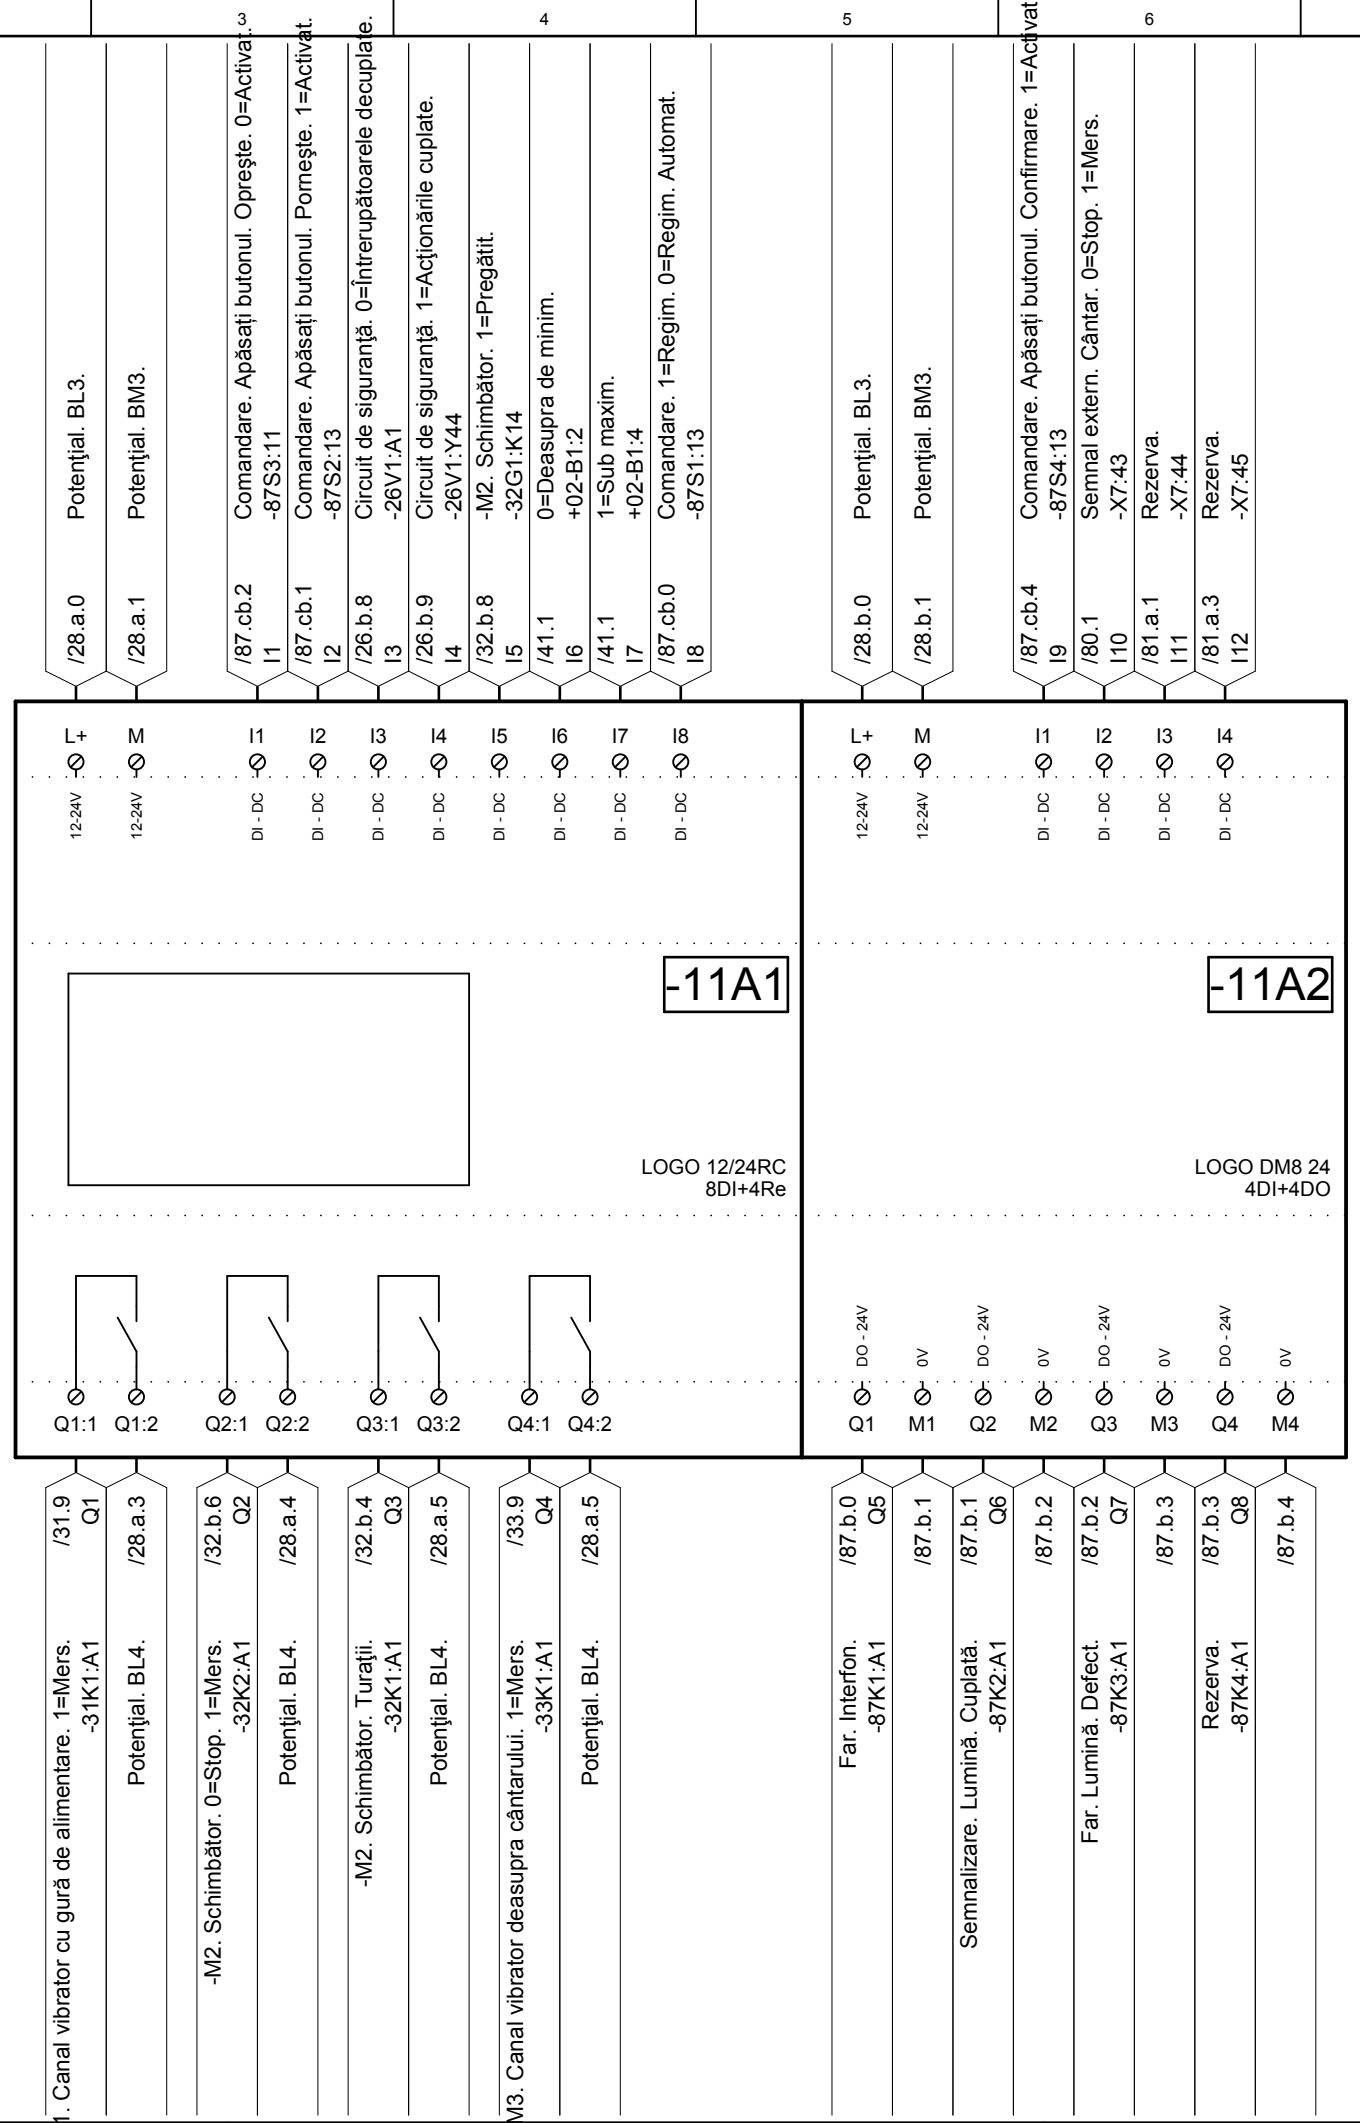 3
4
5
6
/28.a.0 Potenţial. BL3.
/28.a.1 Potenţial. BM3.
/87.cb.2 Comandare. Apăsați butonul. Opreşte. 0=Activat.
I1 -87S3:11
/87.cb.1 Comandare. Apăsați butonul. Porneşte. 1=Activat.
I2 -87S2:13
/26.b.8 Circuit de siguranţă. 0=Întrerupătoarele decuplate.
I3 -26V1:A1
/26.b.9 Circuit de siguranţă. 1=Acţionările cuplate.
I4 -26V1:Y44
/32.b.8 -M2. Schimbător. 1=Pregătit.
I5 -32G1:K14
/41.1 0=Deasupra de minim.
I6 +02-B1:2
/41.1 1=Sub maxim.
I7 +02-B1:4
/87.cb.0 Comandare. 1=Regim. 0=Regim. Automat.
I8 -87S1:13
/28.b.0 Potenţial. BL3.
/28.b.1 Potenţial. BM3.
/87.cb.4 Comandare. Apăsați butonul. Confirmare. 1=Activat
I9 -87S4:13
/80.1 Semnal extern. Cântar. 0=Stop. 1=Mers.
I10 -X7:43
/81.a.1 Rezerva.
I11 -X7:44
/81.a.3 Rezerva.
I12 -X7:45
L+ M I1 I2 I3 I4 I5 I6 I7 I8
12-24V 12-24V DI - DC DI - DC DI - DC DI - DC DI - DC DI - DC DI - DC DI - DC
L+ M I1 I2 I3 I4
12-24V 12-24V DI - DC DI - DC DI - DC DI - DC
-11A1
LOGO 12/24RC
8DI+4Re
-11A2
LOGO DM8 24
4DI+4DO
Q1:1 Q1:2 Q2:1 Q2:2 Q3:1 Q3:2 Q4:1 Q4:2
DO - 24V 0V DO - 24V 0V DO - 24V 0V DO - 24V 0V
Q1 M1 Q2 M2 Q3 M3 Q4 M4
1. Canal vibrator cu gură de alimentare. 1=Mers. /31.9
-31K1:A1 Q1
Potenţial. BL4. /28.a.3
-M2. Schimbător. 0=Stop. 1=Mers. /32.b.6
-32K2:A1 Q2
Potenţial. BL4. /28.a.4
-M2. Schimbător. Turaţii. /32.b.4
-32K1:A1 Q3
Potenţial. BL4. /28.a.5
M3. Canal vibrator deasupra cântarului. 1=Mers. /33.9
-33K1:A1 Q4
Potenţial. BL4. /28.a.5
Far. Interfon. /87.b.0
-87K1:A1 Q5
/87.b.1
Semnalizare. Lumină. Cuplată. /87.b.1
-87K2:A1 Q6
/87.b.2
Far. Lumină. Defect. /87.b.2
-87K3:A1 Q7
/87.b.3
Rezerva. /87.b.3
-87K4:A1 Q8
/87.b.4